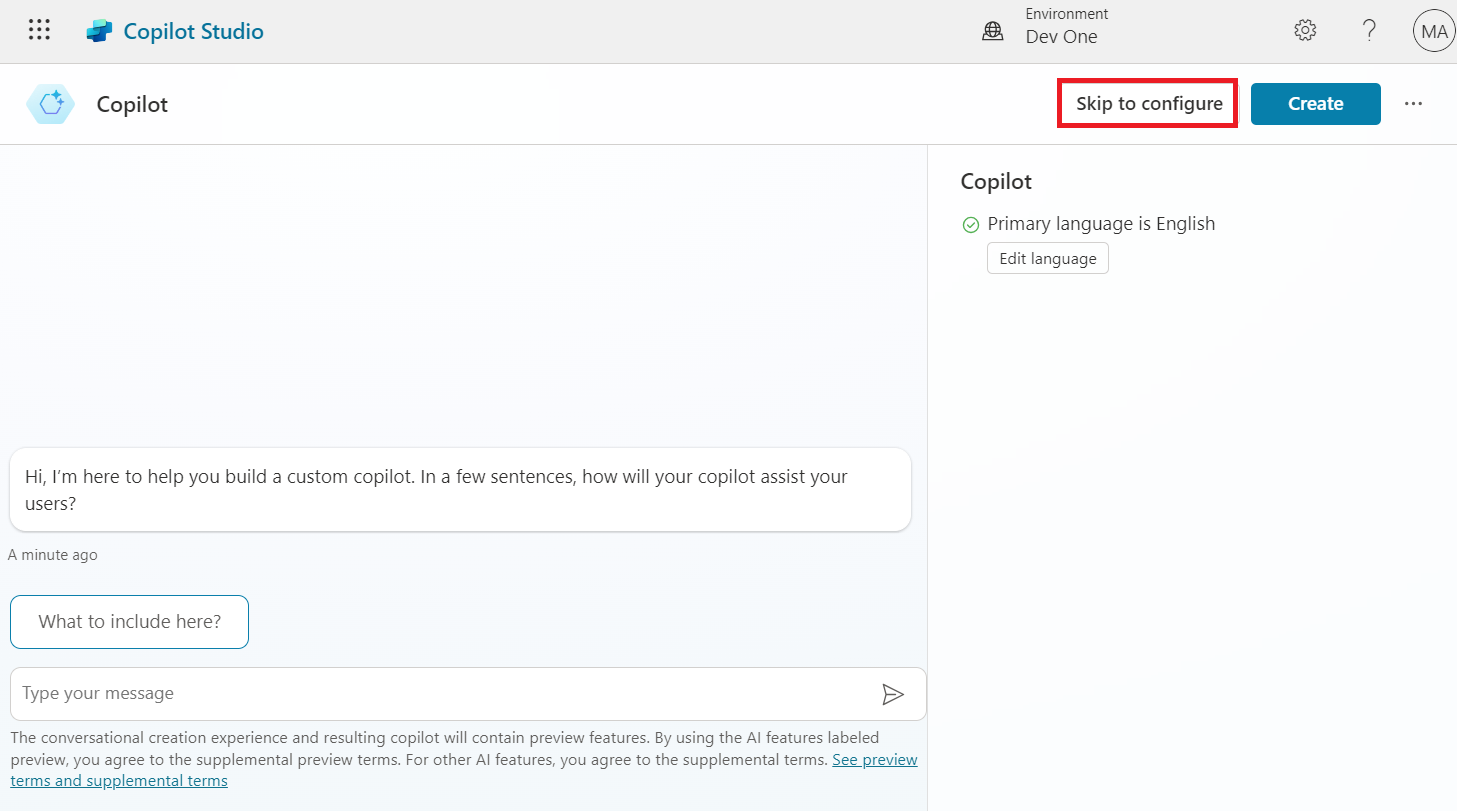 Copilot Studio
Environment
Dev One
?
MA
Copilot
Skip to configure
Create
...
Copilot
Primary language is English
Edit language
Hi, I’m here to help you build a custom copilot. In a few sentences, how will your copilot assist your
users?
A minute ago
What to include here?
Type your message
The conversational creation experience and resulting copilot will contain preview features. By using the AI features labeled
preview, you agree to the supplemental preview terms. For other AI features, you agree to the supplemental terms. See preview
terms and supplemental terms